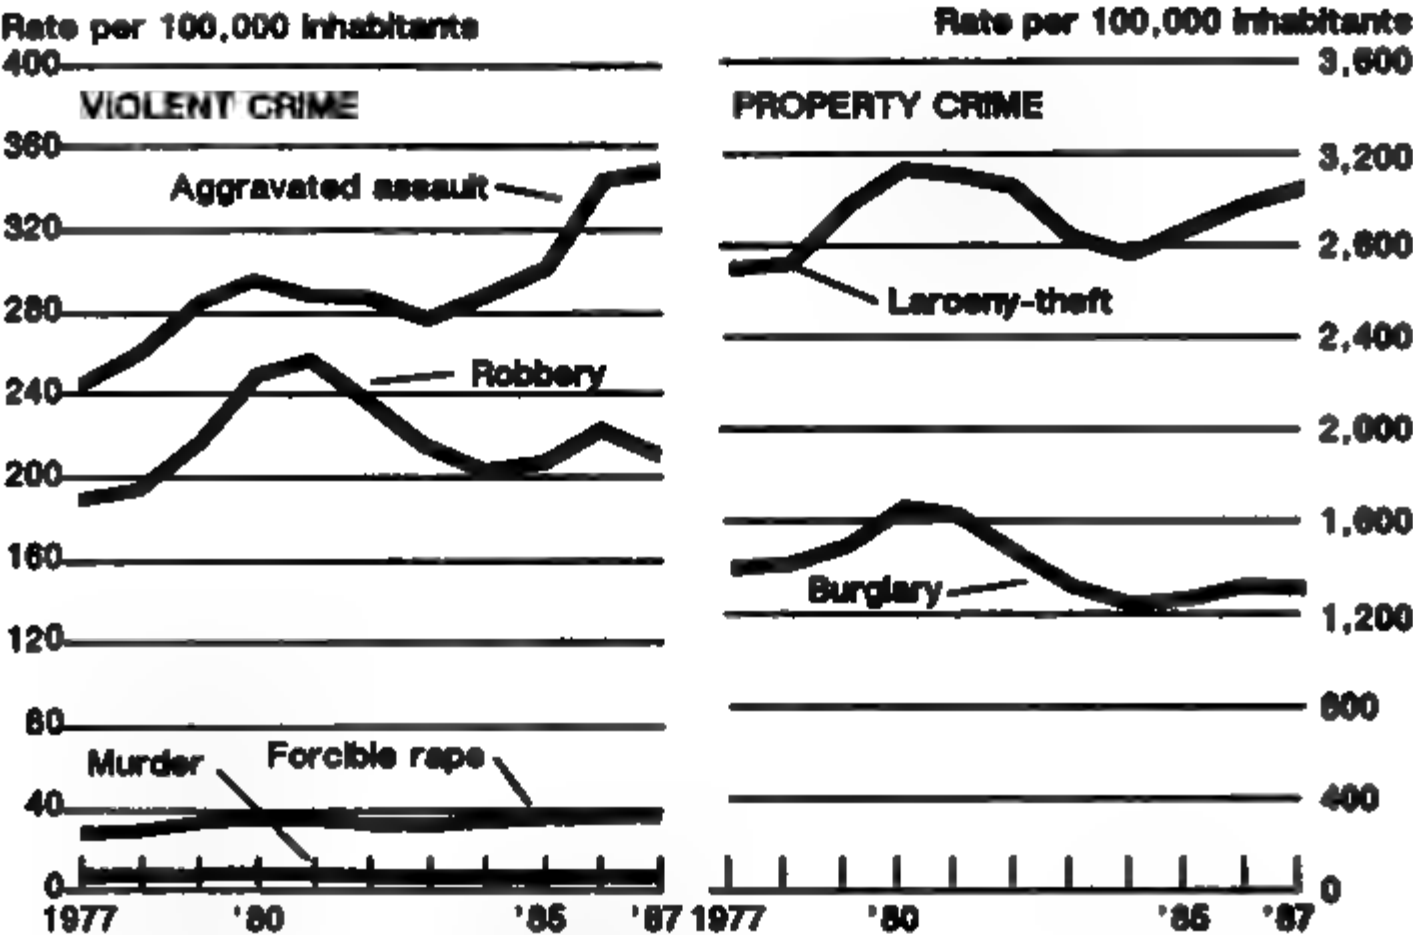 Rate per 100,000 inhabitants
400
VIOLENT CRIME
360
Aggravated assault
320
280
Robbery
240
200
160
120
80
Murder
Forcible rape
40
0
1977
'80
'85
'87
Rate per 100,000 inhabitants
3,600
PROPERTY CRIME
3,200
2,800
Larceny-theft
2,400
2,000
1,600
Burglary
1,200
800
400
0
1977
'80
'85
'87